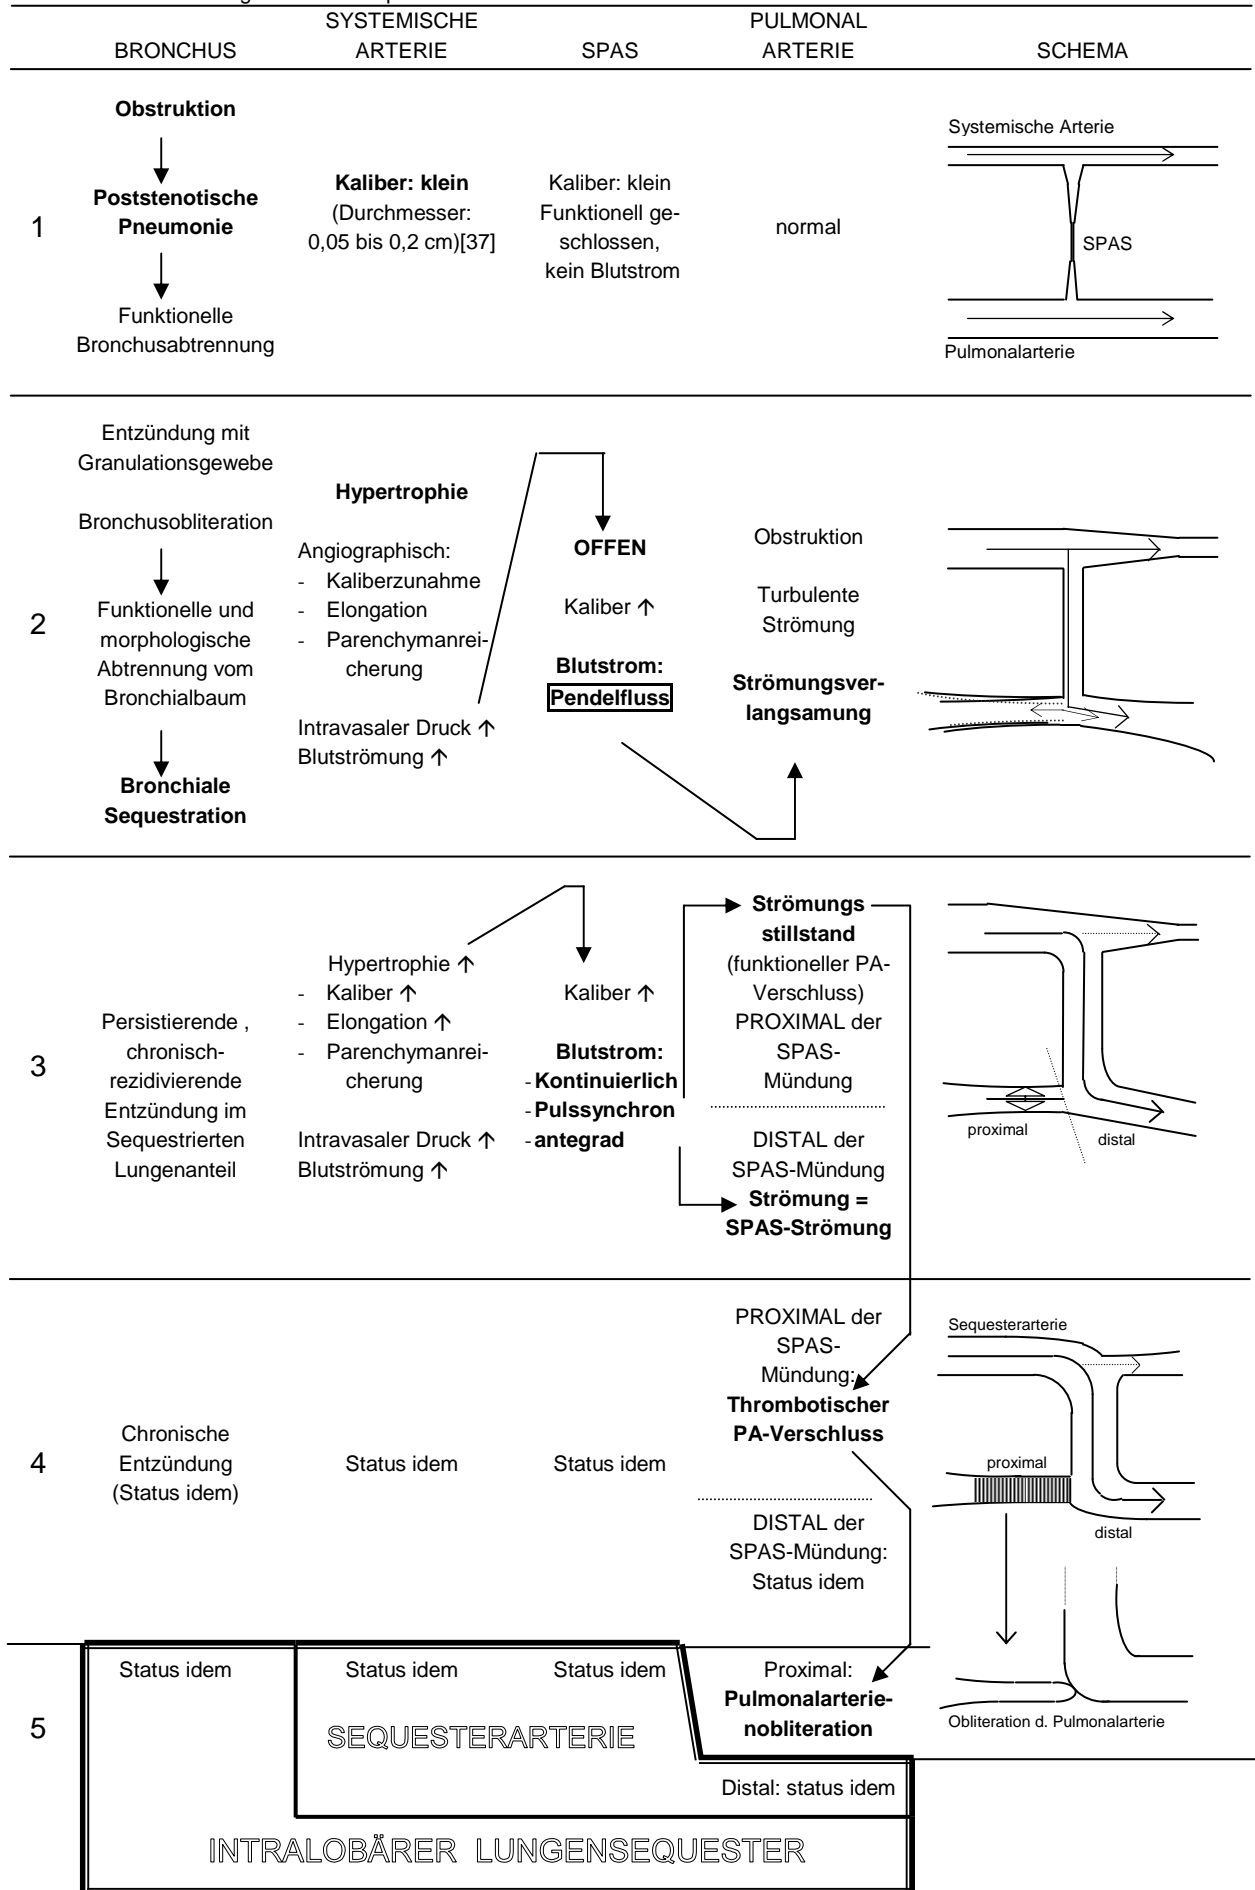 SYSTEMISCHE
PULMONAL
BRONCHUS
ARTERIE
SPAS
ARTERIE
SCHEMA
1
Obstruktion
Poststenotische
Pneumonie
Funktionelle
Bronchusabtrennung
Kaliber: klein
(Durchmesser:
0,05 bis 0,2 cm)[37]
Kaliber: klein
Funktionell ge-
schlossen,
kein Blutstrom
normal
Systemische Arterie
SPAS
Pulmonalarterie
2
Entzündung mit
Granulationsgewebe
Bronchusobliteration
Funktionelle und
morphologische
Abtrennung vom
Bronchialbaum
Bronchiale
Sequestration
Hypertrophie
Angiographisch:
- Kaliberzunahme
- Elongation
- Parenchymanrei-
cherung
Intravasaler Druck ↑
Blutströmung ↑
OFFEN
Kaliber ↑
Blutstrom:
Pendelfluss
Obstruktion
Turbulente
Strömung
Strömungsver-
langsamung
3
Persistierende ,
chronisch-
rezidivierende
Entzündung im
Sequestrierten
Lungenanteil
Hypertrophie ↑
- Kaliber ↑
- Elongation ↑
- Parenchymanrei-
cherung
Intravasaler Druck ↑
Blutströmung ↑
Kaliber ↑
Blutstrom:
- Kontinuierlich
- Pulssynchron
- antegrad
Strömungs
stillstand
(funktioneller PA-
Verschluss)
PROXIMAL der
SPAS-
Mündung
DISTAL der
SPAS-Mündung
Strömung =
SPAS-Strömung
proximal
distal
4
Chronische
Entzündung
(Status idem)
Status idem
Status idem
PROXIMAL der
SPAS-
Mündung:
Thrombotischer
PA-Verschluss
DISTAL der
SPAS-Mündung:
Status idem
Sequesterarterie
proximal
distal
5
Status idem
Status idem
Status idem
SEQUESTERARTERIE
Proximal:
Pulmonalarterie-
nobliteration
Distal: status idem
INTRALOBÄRER LUNGENSEQUESTER
Obliteration d. Pulmonalarterie